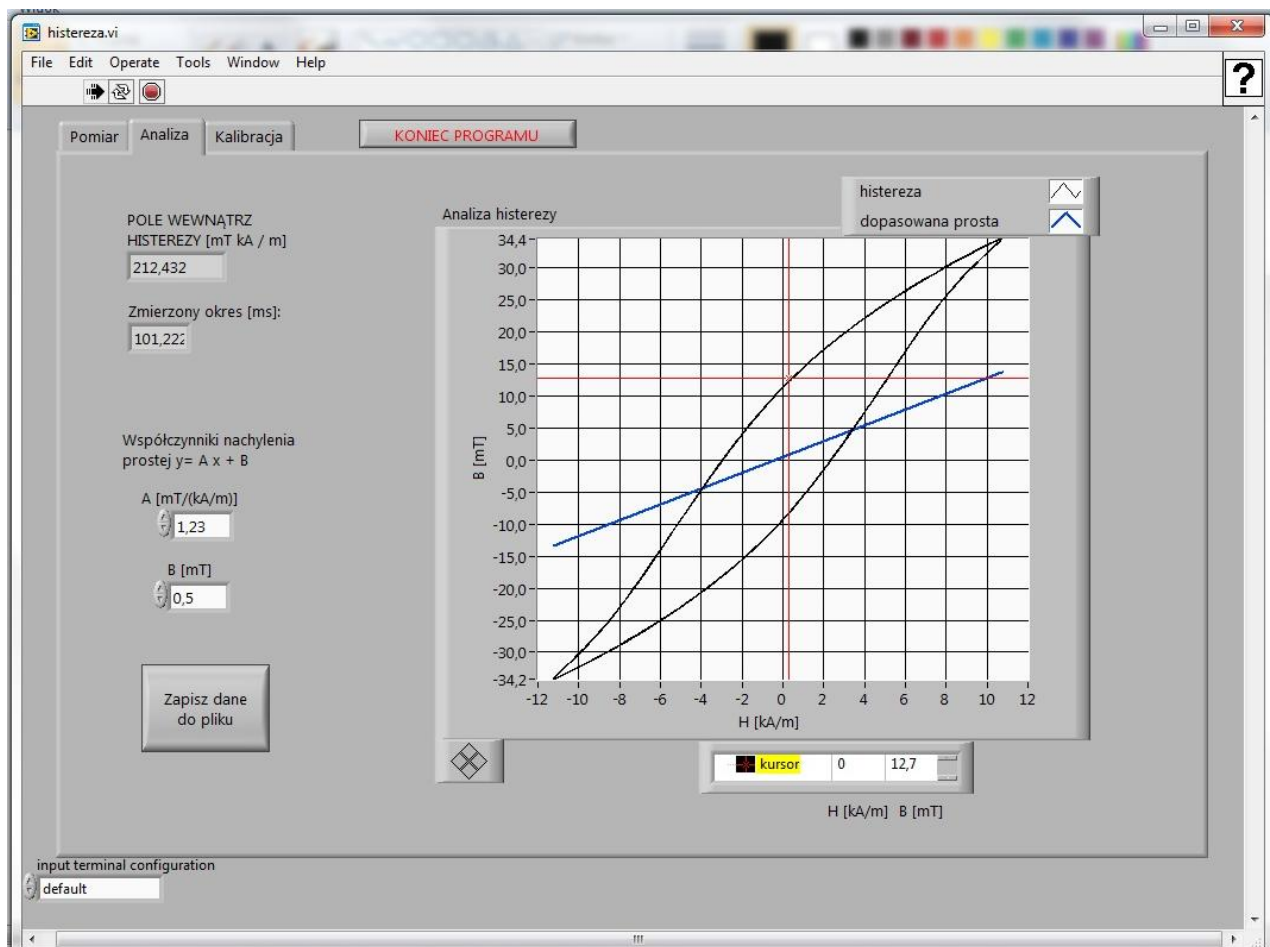 histereza.vi
File Edit Operate Tools Window Help
?
Pomiar Analiza Kalibracja KONIEC PROGRAMU
histereza
dopasowana prosta
POLE WEWNĄTRZ
HISTEREZY [mT kA / m]
212,432
Zmierzony okres [ms]:
101,222
Współczynniki nachylenia
prostej y= A x + B
A [mT/(kA/m)]
1,23
B [mT]
0,5
Zapisz dane
do pliku
Analiza histerezy
34,4
30,0
25,0
20,0
15,0
10,0
5,0
0,0
-5,0
-10,0
-15,0
-20,0
-25,0
-30,0
-34,2
B [mT]
-12 -10 -8 -6 -4 -2 0 2 4 6 8 10 12
H [kA/m]
kursor 0 12,7
H [kA/m] B [mT]
input terminal configuration
default